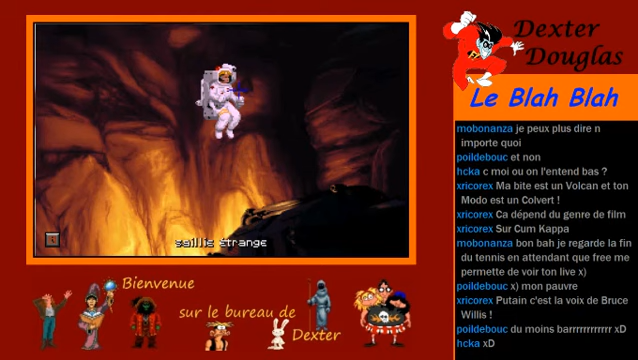 Dexter
Douglas
Le Blah Blah
mobonanza je peux plus dire n
importe quoi
poildebouc et non
hcka c moi ou on l'entend bas ?
xricorex Ma bite est un Volcan et ton
Modo est un Colvert !
xricorex Ca dépend du genre de film
xricorex Sur Cum Kappa
mobonanza bon bah je regarde la fin
du tennis en attendant que free me
permette de voir ton live x)
poildebouc x) mon pauvre
xricorex Putain c'est la voix de Bruce
Willis !
poildebouc du moins barrrrrrrrrrrr xD
hcka xD
saillis étrange
Bienvenue
sur le bureau de
Dexter